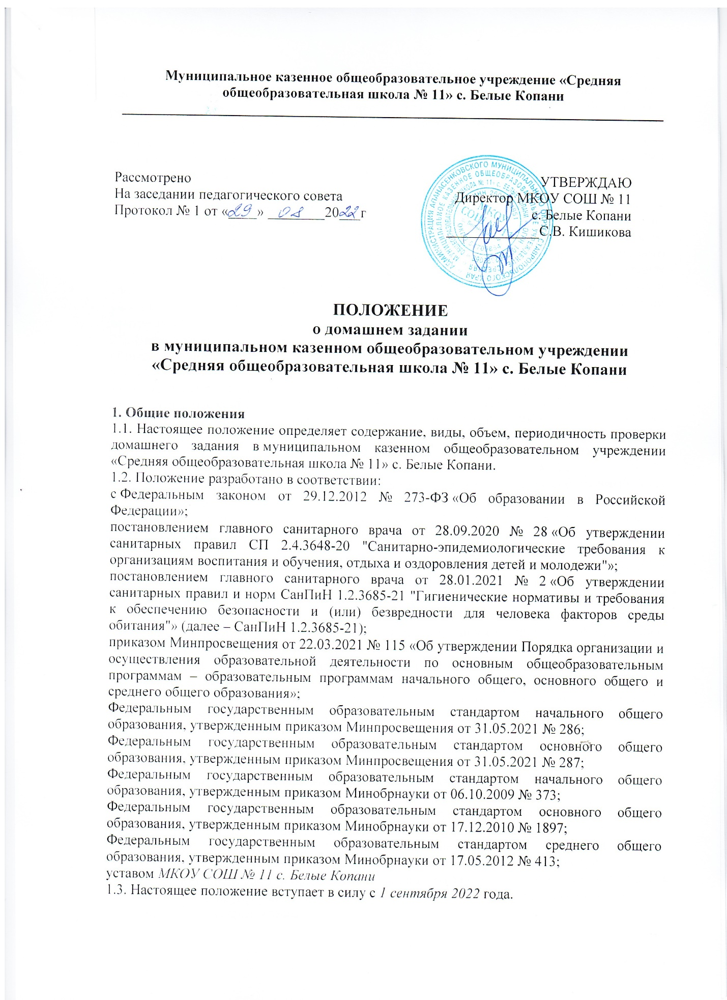 Муниципальное казенное общеобразовательное учреждение «Средняя
общеобразовательная школа № 11» с. Белые Копани
Рассмотрено
На заседании педагогического совета
Протокол № 1 от «29» 08 2022г
УТВЕРЖДАЮ
Директор МКОУ СОШ № 11
с. Белые Копани
С.В. Кишикова
ПОЛОЖЕНИЕ
о домашнем задании
в муниципальном казенном общеобразовательном учреждении
«Средняя общеобразовательная школа № 11» с. Белые Копани
1. Общие положения
1.1. Настоящее положение определяет содержание, виды, объем, периодичность проверки
домашнего задания в муниципальном казенном общеобразовательном учреждении
«Средняя общеобразовательная школа № 11» с. Белые Копани.
1.2. Положение разработано в соответствии:
с Федеральным законом от 29.12.2012 № 273-ФЗ «Об образовании в Российской
Федерации»;
постановлением главного санитарного врача от 28.09.2020 № 28 «Об утверждении
санитарных правил СП 2.4.3648-20 "Санитарно-эпидемиологические требования к
организациям воспитания и обучения, отдыха и оздоровления детей и молодежи"»;
постановлением главного санитарного врача от 28.01.2021 № 2 «Об утверждении
санитарных правил и норм СанПиН 1.2.3685-21 "Гигиенические нормативы и требования
к обеспечению безопасности и (или) безвредности для человека факторов среды
обитания"» (далее – СанПиН 1.2.3685-21);
приказом Минпросвещения от 22.03.2021 № 115 «Об утверждении Порядка организации и
осуществления образовательной деятельности по основным общеобразовательным
программам – образовательным программам начального общего, основного общего и
среднего общего образования»;
Федеральным государственным образовательным стандартом начального общего
образования, утвержденным приказом Минпросвещения от 31.05.2021 № 286;
Федеральным государственным образовательным стандартом основного общего
образования, утвержденным приказом Минпросвещения от 31.05.2021 № 287;
Федеральным государственным образовательным стандартом начального общего
образования, утвержденным приказом Минобрнауки от 06.10.2009 № 373;
Федеральным государственным образовательным стандартом основного общего
образования, утвержденным приказом Минобрнауки от 17.12.2010 № 1897;
Федеральным государственным образовательным стандартом среднего общего
образования, утвержденным приказом Минобрнауки от 17.05.2012 № 413;
уставом МКОУ СОШ № 11 с. Белые Копани
1.3. Настоящее положение вступает в силу с 1 сентября 2022 года.
АДМИНИСТРАЦИЯ АПАНАСЕНКОВСКОГО МУНИЦИПАЛЬНОГО ОКРУГА СТАВРОПОЛЬСКОГО КРАЯ